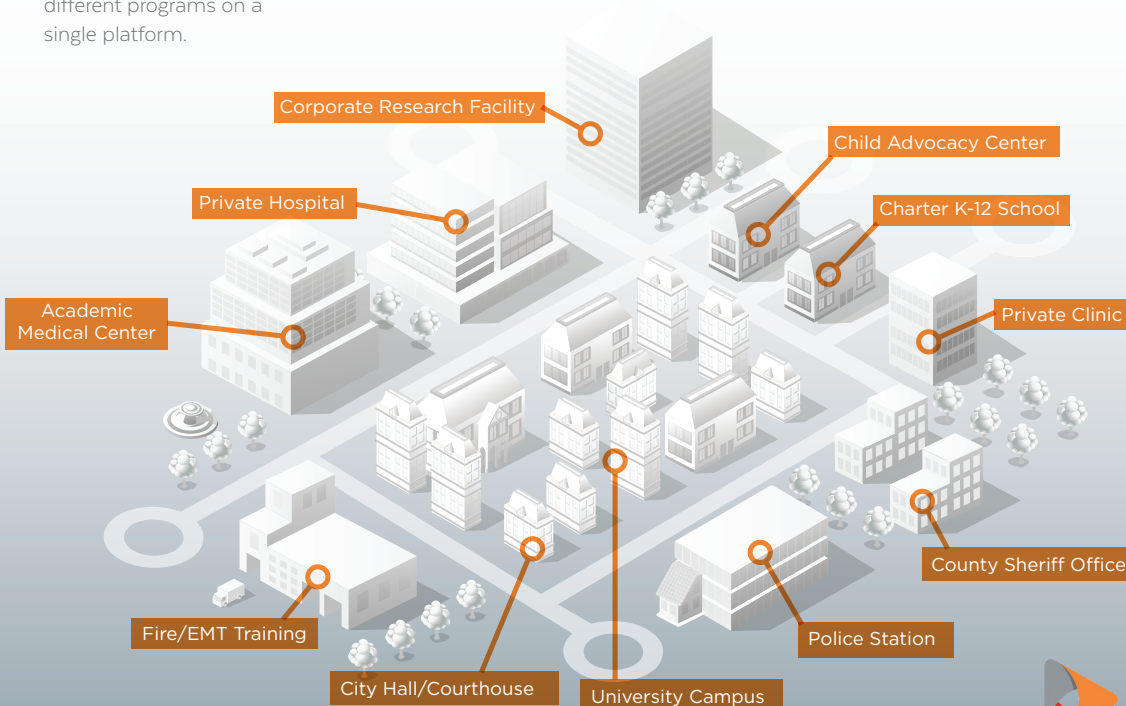 different programs on a
single platform.
Corporate Research Facility
Child Advocacy Center
Private Hospital
Charter K-12 School
Academic
Medical Center
Private Clinic
County Sheriff Office
Fire/EMT Training
Police Station
City Hall/Courthouse
University Campus